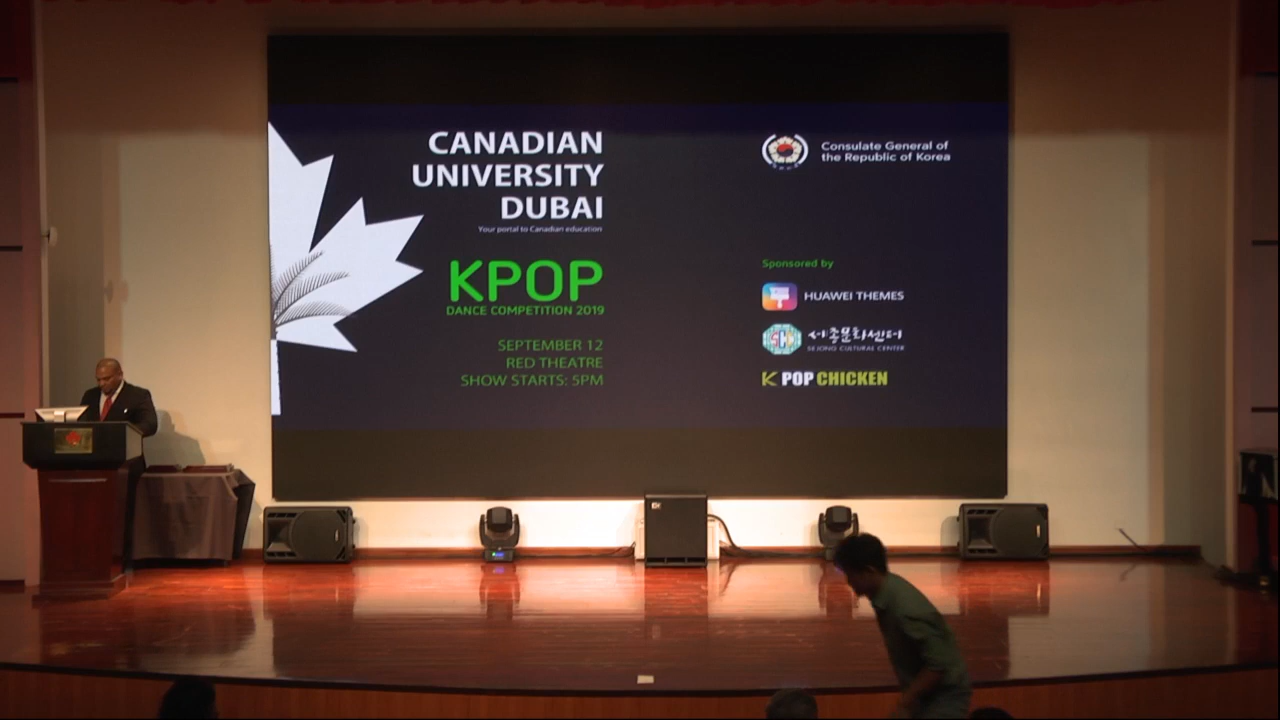 CANADIAN
UNIVERSITY
DUBAI
Your portal to Canadian education
KPOP
DANCE COMPETITION 2019
SEPTEMBER 12
RED THEATRE
SHOW STARTS: 5PM
Consulate General of
the Republic of Korea
Sponsored by
HUAWEI THEMES
세종문화센터
SEJONG CULTURAL CENTER
K POP CHICKEN